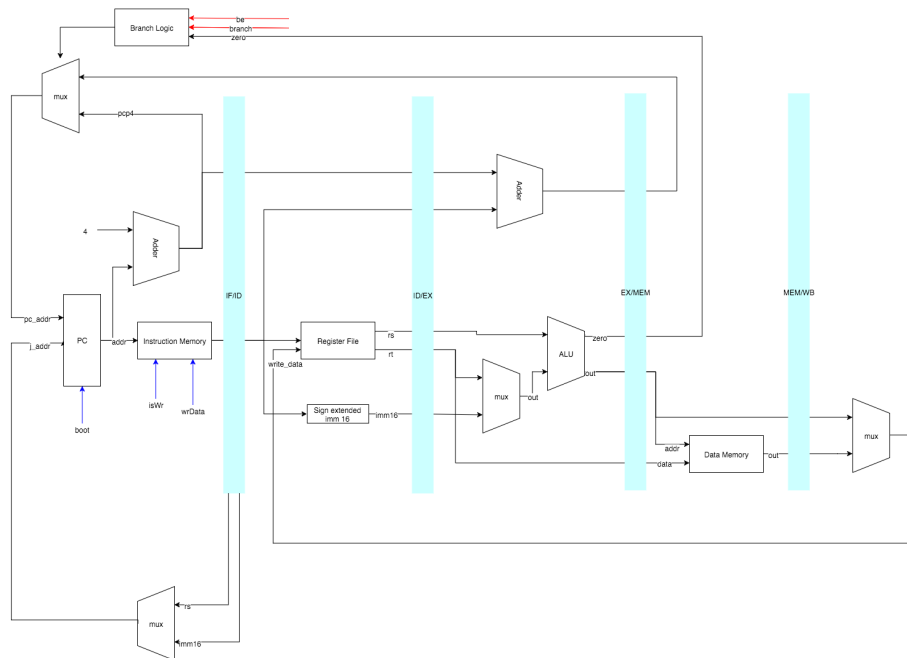 be
Branch Logic
branch
zero
mux
pcp4
Adder
4
Adder
IF/ID
ID/EX
EX/MEM
MEM/WB
pc_addr
PC
j_addr
addr
Instruction Memory
Register File
rs
rt
write_data
zero
ALU
out
isWr
wrData
boot
Sign extended
imm 16
imm16
mux
out
mux
addr
data
Data Memory
out
rs
mux
imm16